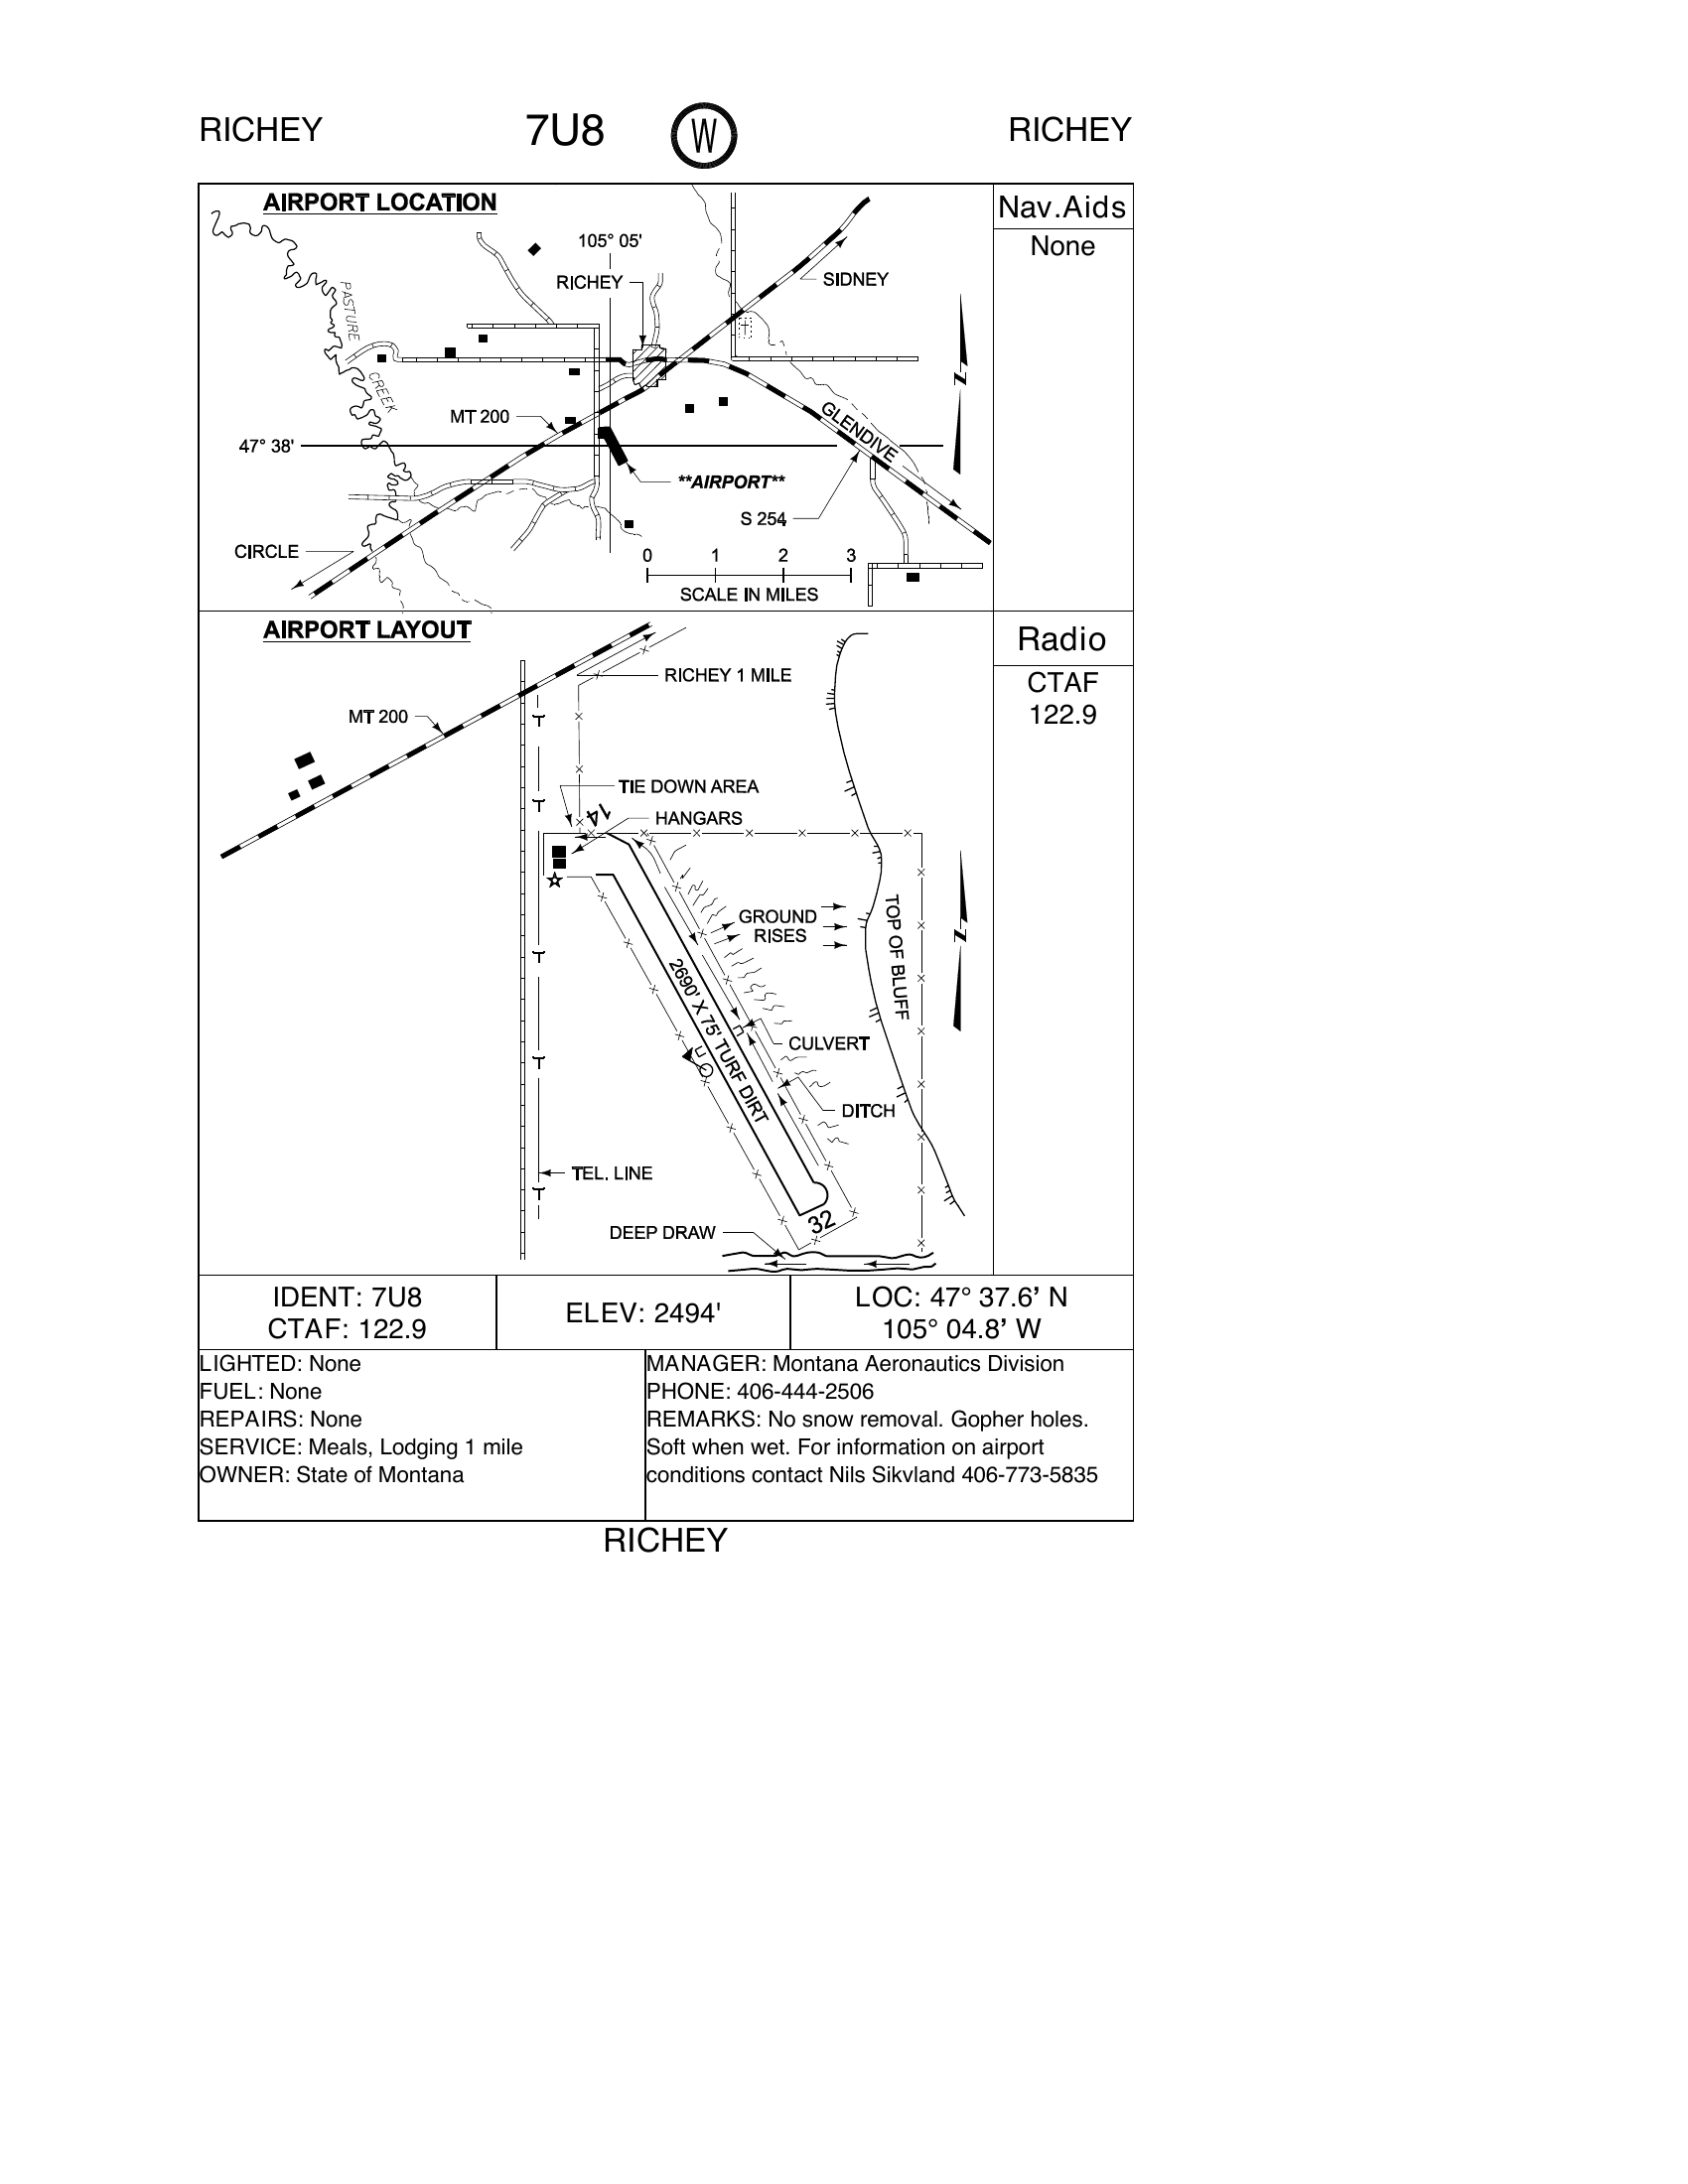 RICHEY
7U8
W
RICHEY
AIRPORT LOCATION
Nav.Aids
None
105° 05'
RICHEY
SIDNEY
PASTURE
CREEK
N
MT 200
GLENDIVE
47° 38'
**AIRPORT**
S 254
CIRCLE
0 1 2 3
SCALE IN MILES
AIRPORT LAYOUT
Radio
CTAF
122.9
RICHEY 1 MILE
MT 200
TIE DOWN AREA
14
HANGARS
GROUND
RISES
TOP OF BLUFF
N
2690' X 75' TURF DIRT
CULVERT
DITCH
TEL. LINE
32
DEEP DRAW
IDENT: 7U8
CTAF: 122.9
ELEV: 2494'
LOC: 47° 37.6’ N
105° 04.8’ W
LIGHTED: None
FUEL: None
REPAIRS: None
SERVICE: Meals, Lodging 1 mile
OWNER: State of Montana
MANAGER: Montana Aeronautics Division
PHONE: 406-444-2506
REMARKS: No snow removal. Gopher holes.
Soft when wet. For information on airport
conditions contact Nils Sikvland 406-773-5835
RICHEY